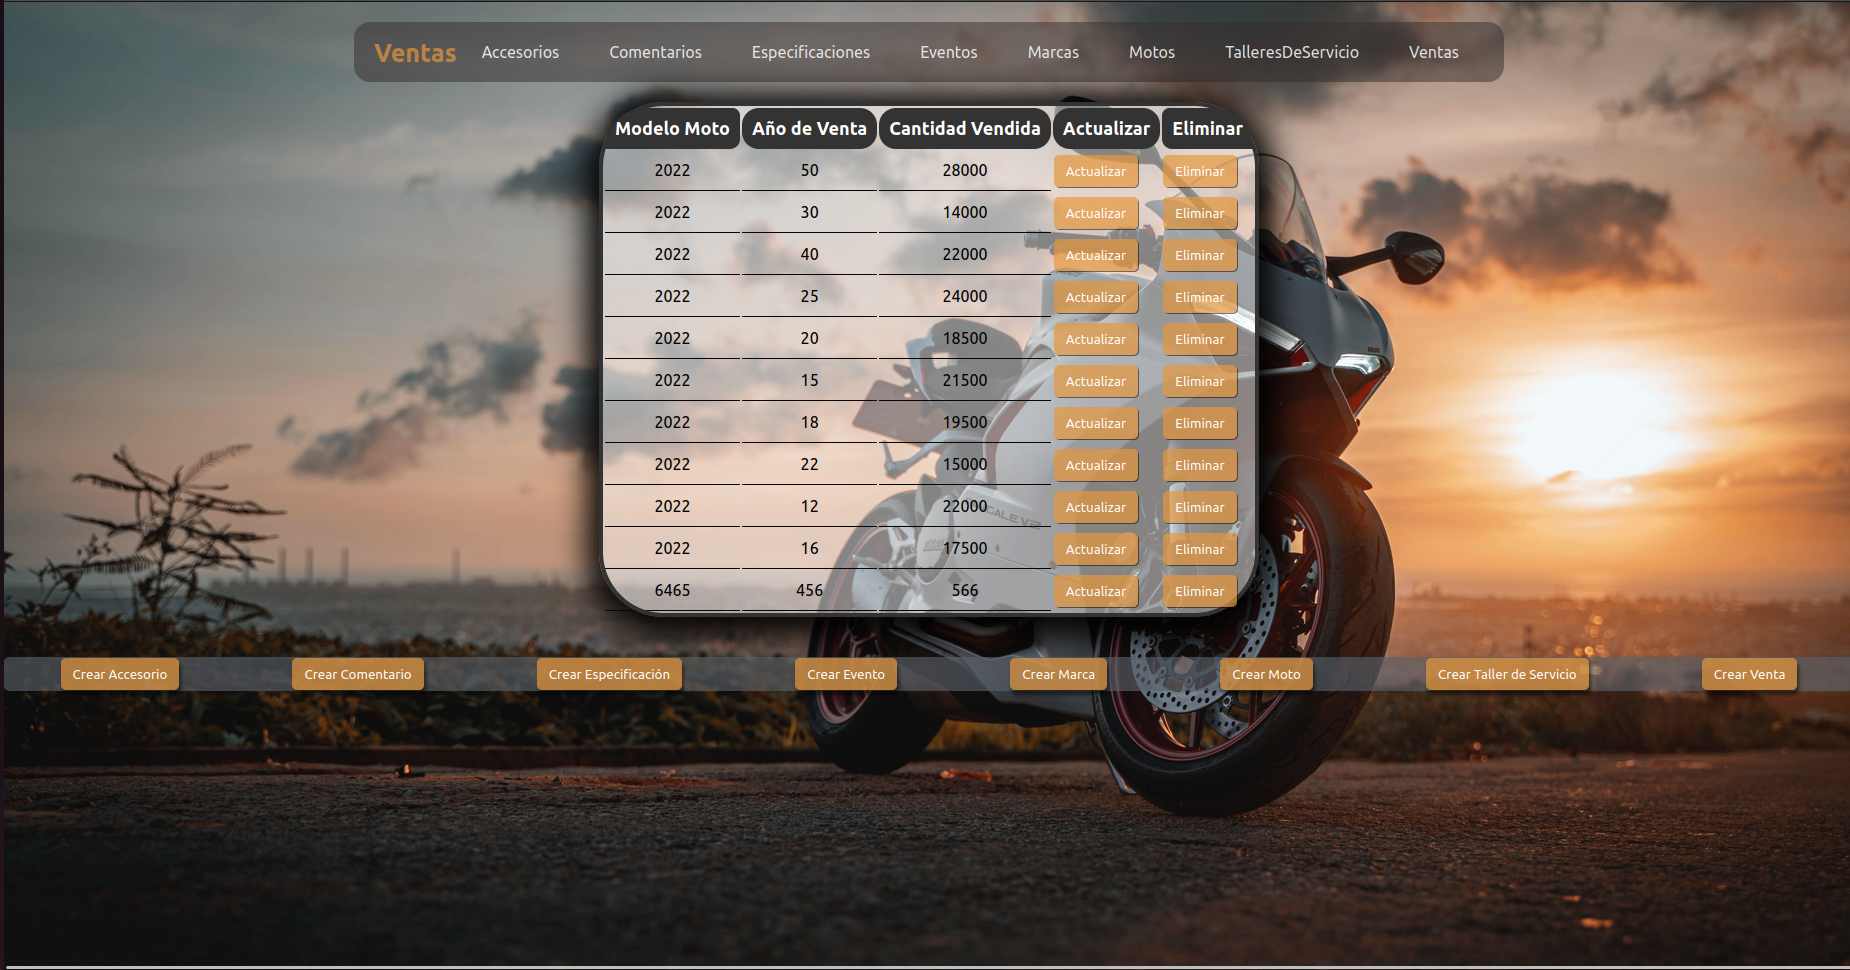 Ventas Accesorios Comentarios Especificaciones Eventos Marcas Motos TalleresDeServicio Ventas
Modelo Moto Año de Venta Cantidad Vendida Actualizar Eliminar
2022 50 28000 Actualizar Eliminar
2022 30 14000 Actualizar Eliminar
2022 40 22000 Actualizar Eliminar
2022 25 24000 Actualizar Eliminar
2022 20 18500 Actualizar Eliminar
2022 15 21500 Actualizar Eliminar
2022 18 19500 Actualizar Eliminar
2022 22 15000 Actualizar Eliminar
2022 12 22000 Actualizar Eliminar
2022 16 17500 Actualizar Eliminar
6465 456 566 Actualizar Eliminar
Crear Accesorio Crear Comentario Crear Especificación Crear Evento Crear Marca Crear Moto Crear Taller de Servicio Crear Venta